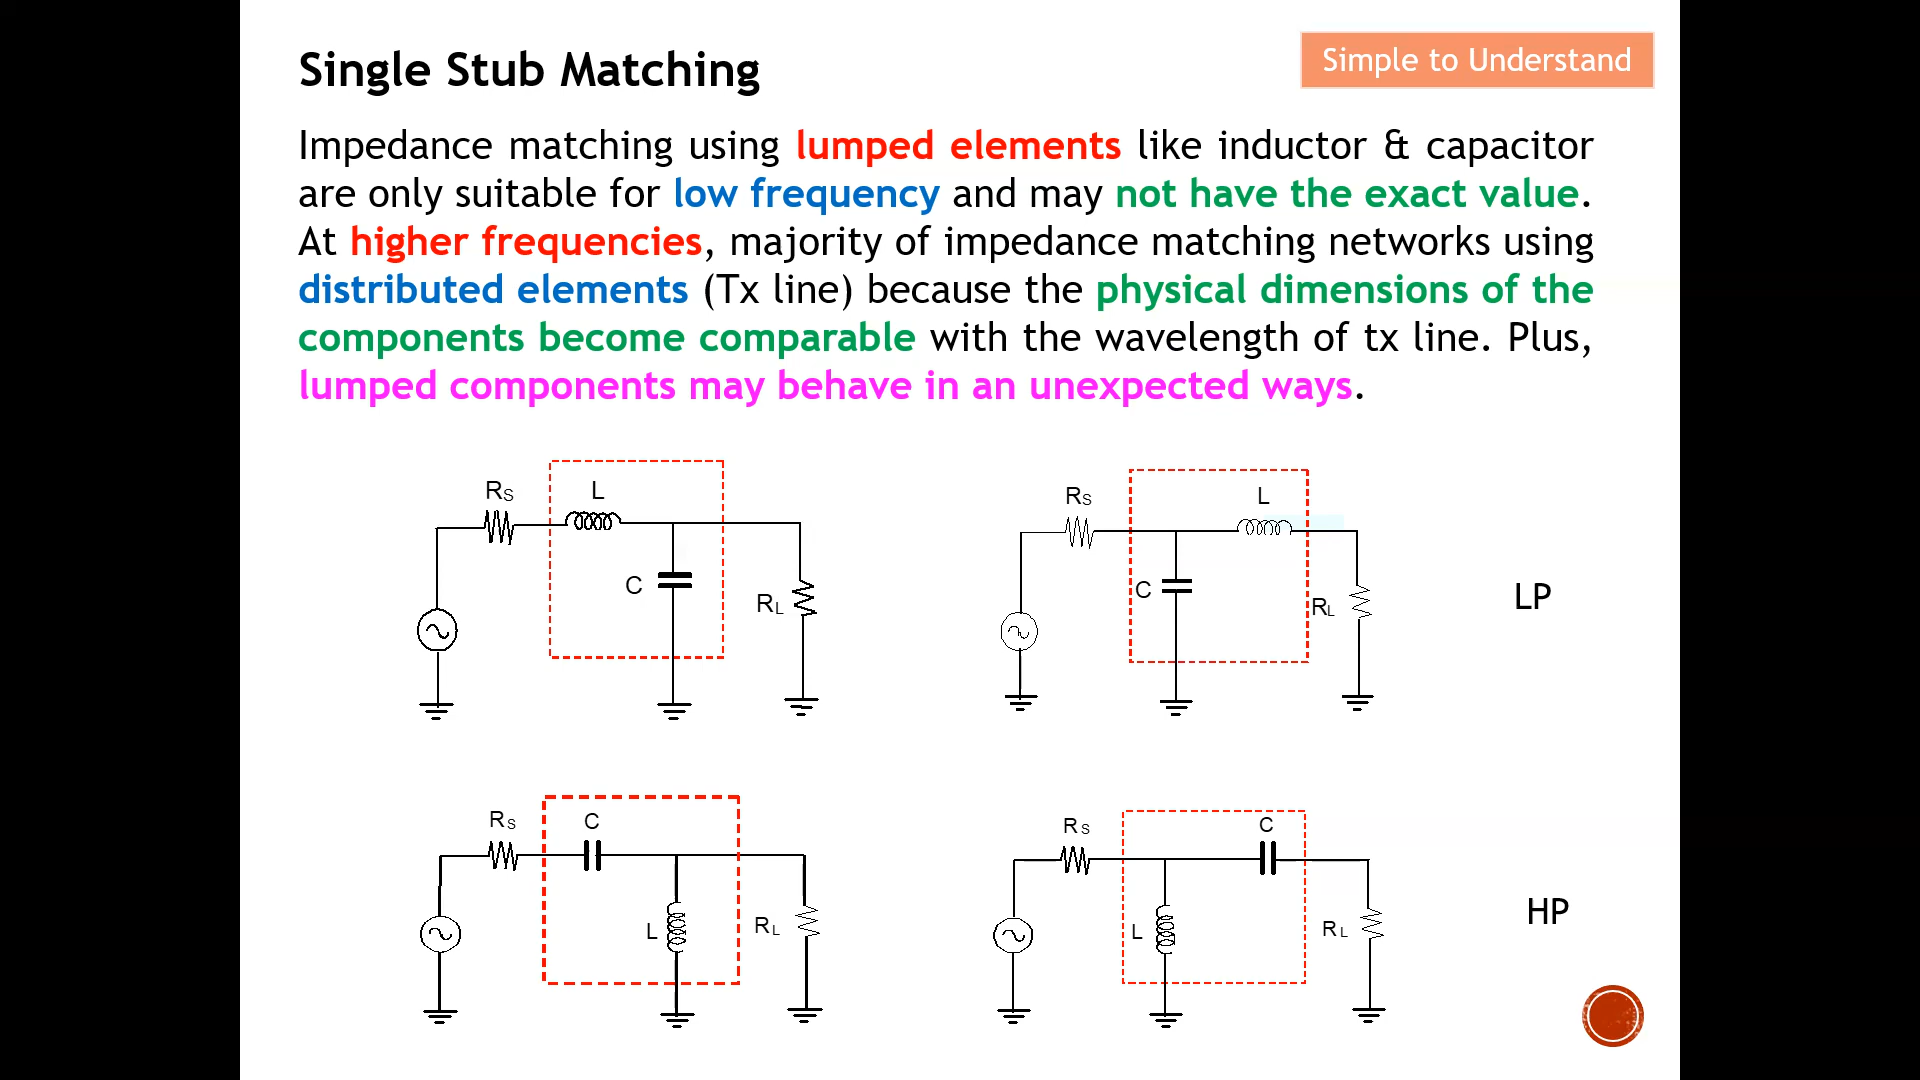 Single Stub Matching
Simple to Understand
Impedance matching using lumped elements like inductor & capacitor
are only suitable for low frequency and may not have the exact value.
At higher frequencies, majority of impedance matching networks using
distributed elements (Tx line) because the physical dimensions of the
components become comparable with the wavelength of tx line. Plus,
lumped components may behave in an unexpected ways.
RS
L
C
RL
RS
L
C
RL
LP
RS
C
L
RL
RS
C
L
RL
HP